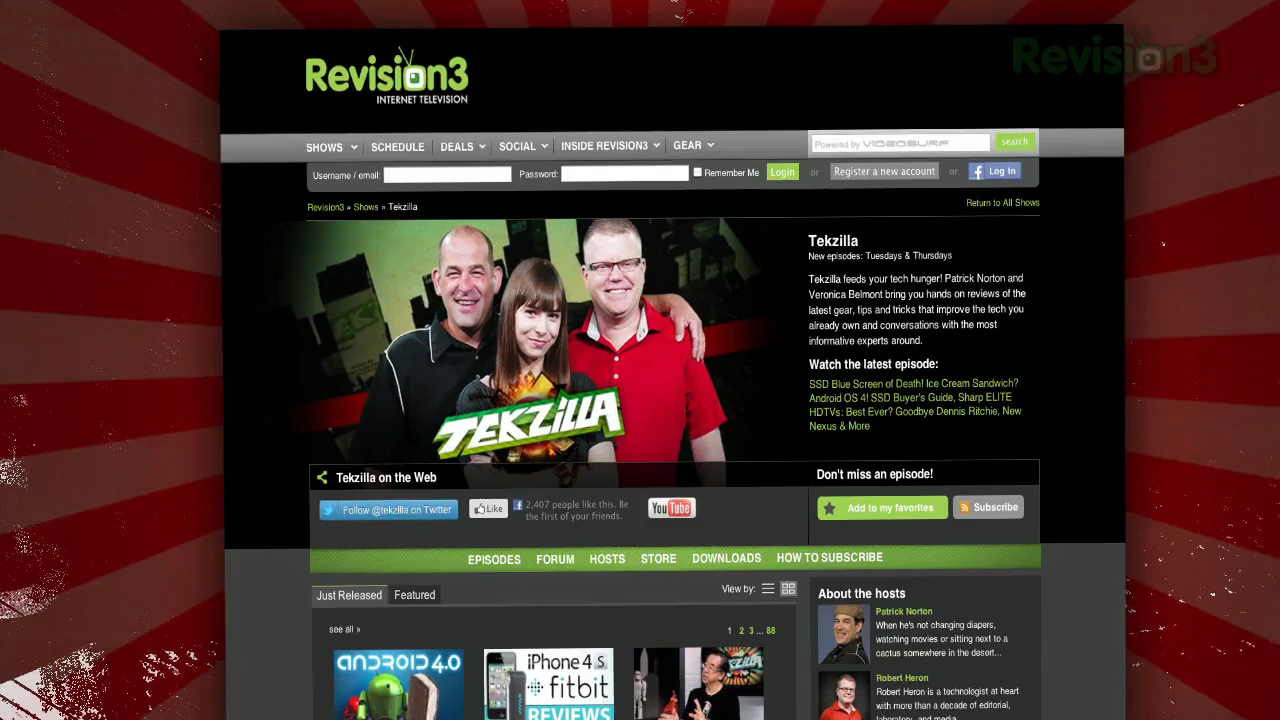 Revision3
Revision3
INTERNET TELEVISION
SHOWS SCHEDULE DEALS SOCIAL INSIDE REVISION3 GEAR
Powered by VIDEOSURF search
Username / email: Password: Remember Me Login or Register a new account or f Log In
Revision3 » Shows » Tekzilla
Return to All Shows
Tekzilla
New episodes: Tuesdays & Thursdays
Tekzilla feeds your tech hunger! Patrick Norton and
Veronica Belmont bring you hands on reviews of the
latest gear, tips and tricks that improve the tech you
already own and conversations with the most
informative experts around.
Watch the latest episode:
SSD Blue Screen of Death! Ice Cream Sandwich?
Android OS 4! SSD Buyer's Guide, Sharp ELITE
HDTVs: Best Ever? Goodbye Dennis Ritchie, New
Nexus & More
TEKZILLA
Tekzilla on the Web
Don't miss an episode!
Follow @tekzilla on Twitter
Like
f 2,407 people like this. Be
the first of your friends.
YouTube
Add to my favorites
Subscribe
EPISODES FORUM HOSTS STORE DOWNLOADS HOW TO SUBSCRIBE
Just Released Featured
View by:
see all »
1 2 3 ... 88
ANDROID 4.0
iPhone 4S
fitbit
REVIEWS
TEKZILLA
About the hosts
Patrick Norton
When he's not changing diapers,
watching movies or sitting next to a
cactus somewhere in the desert...
Robert Heron
Robert Heron is a technologist at heart
with more than a decade of editorial,
laboratory, and media